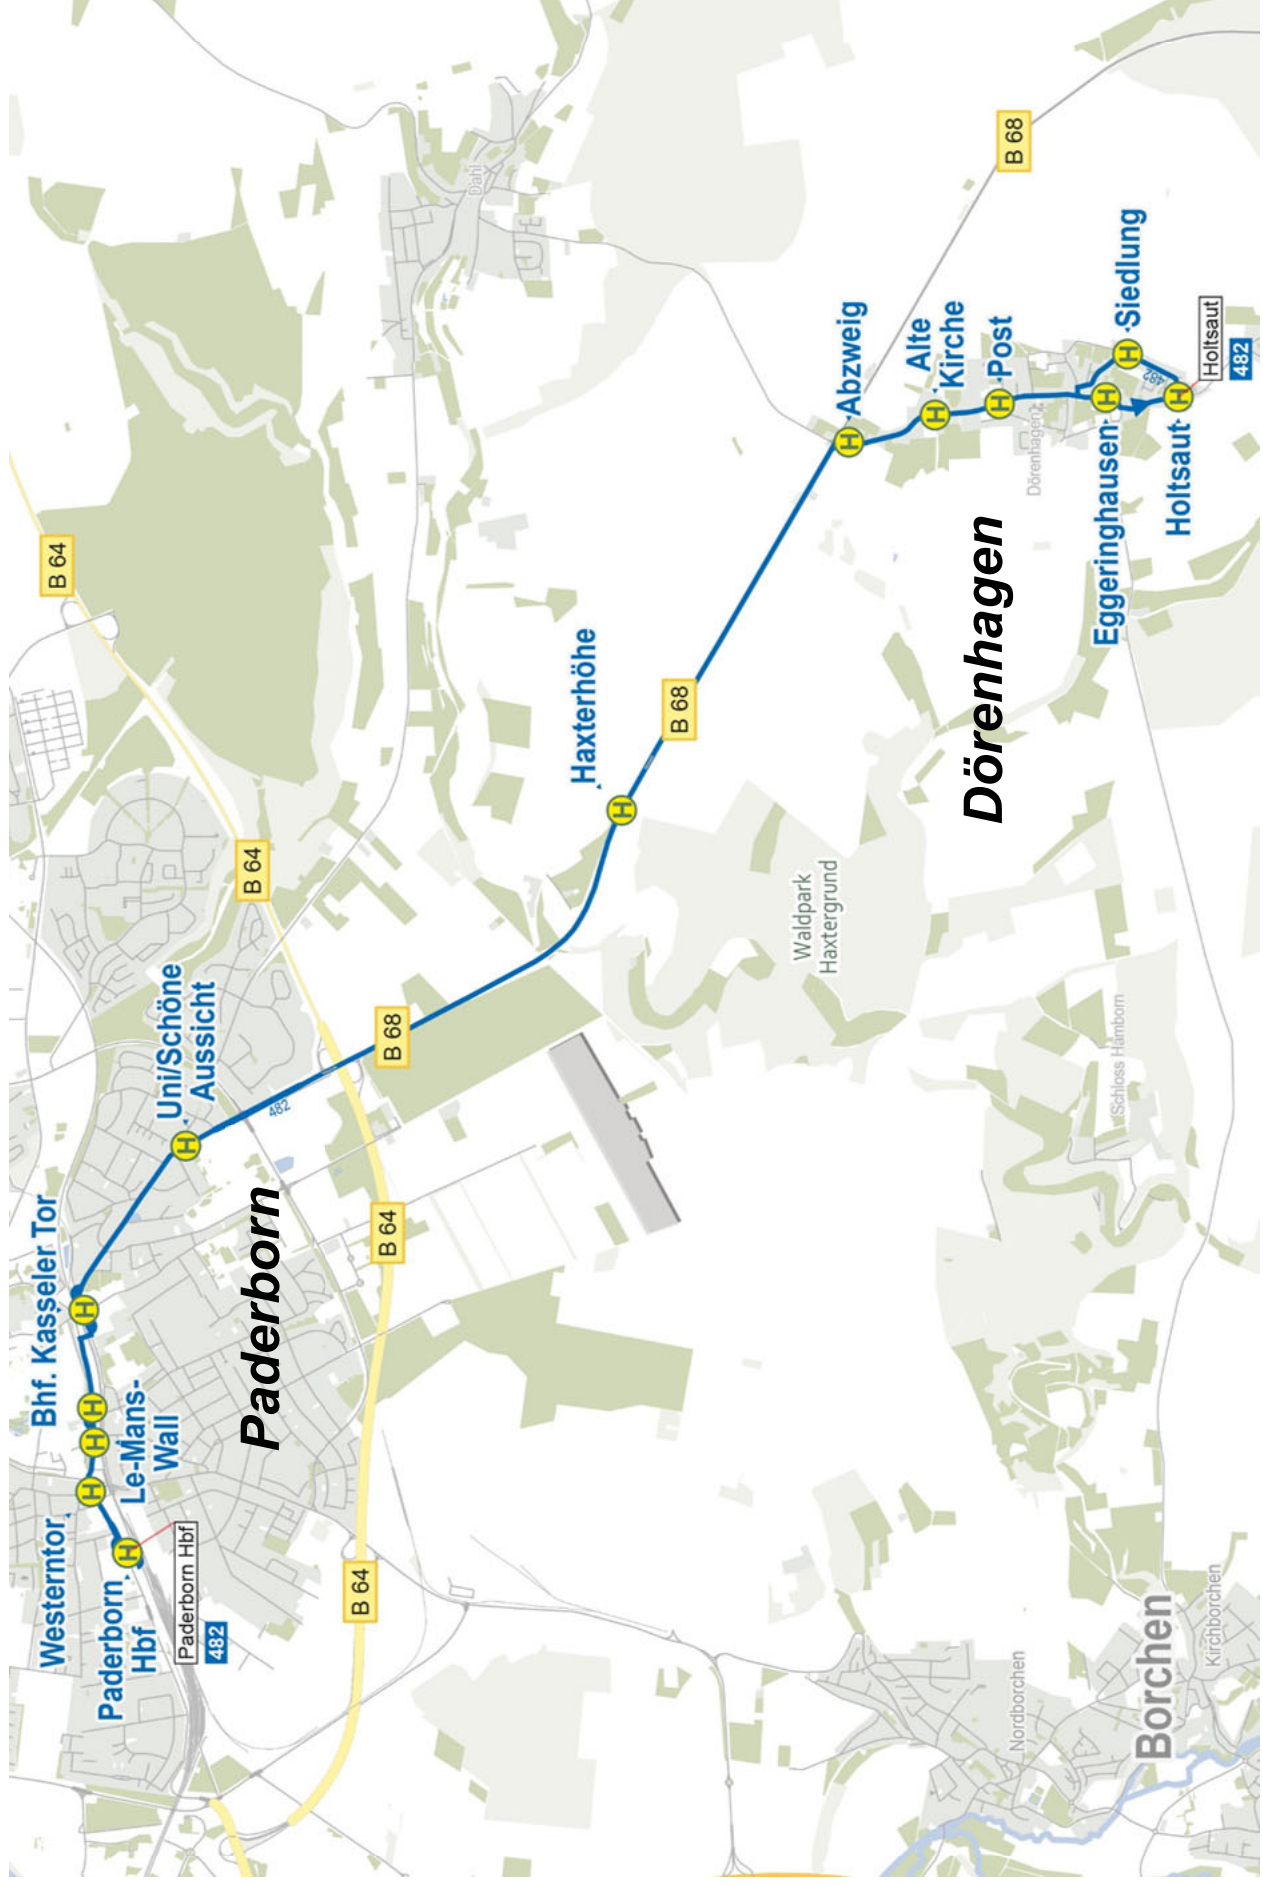 Westerntor
Paderborn
Hbf
Paderborn Hbf
482
Le-Mans-
Wall
Bhf. Kasseler Tor
Uni/Schöne
Aussicht
Paderborn
482
B 64
B 64
B 64
B 64
B 68
Haxterhöhe
B 68
Waldpark
Haxtergrund
Dahl
B 68
Abzweig
Alte
Kirche
Post
Dörenhagen
Dörenhagen
Siedlung
482
Eggeringhausen
Holtsaut
Holtsaut
482
Schloss Hamborn
Nordborchen
Borchen
Kirchborchen